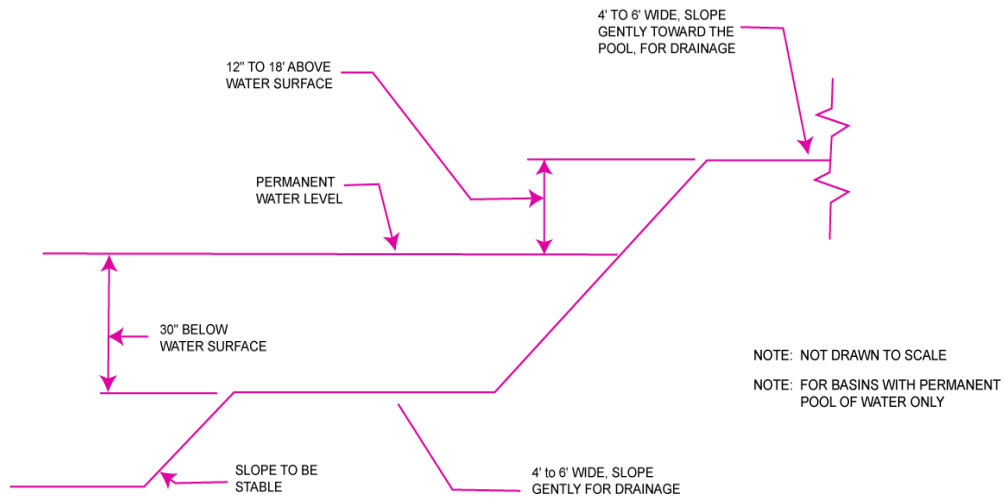 4' TO 6' WIDE, SLOPE
GENTLY TOWARD THE
POOL, FOR DRAINAGE
12" TO 18' ABOVE
WATER SURFACE
PERMANENT
WATER LEVEL
30" BELOW
WATER SURFACE
NOTE: NOT DRAWN TO SCALE
NOTE: FOR BASINS WITH PERMANENT
POOL OF WATER ONLY
SLOPE TO BE
STABLE
4' to 6' WIDE, SLOPE
GENTLY FOR DRAINAGE